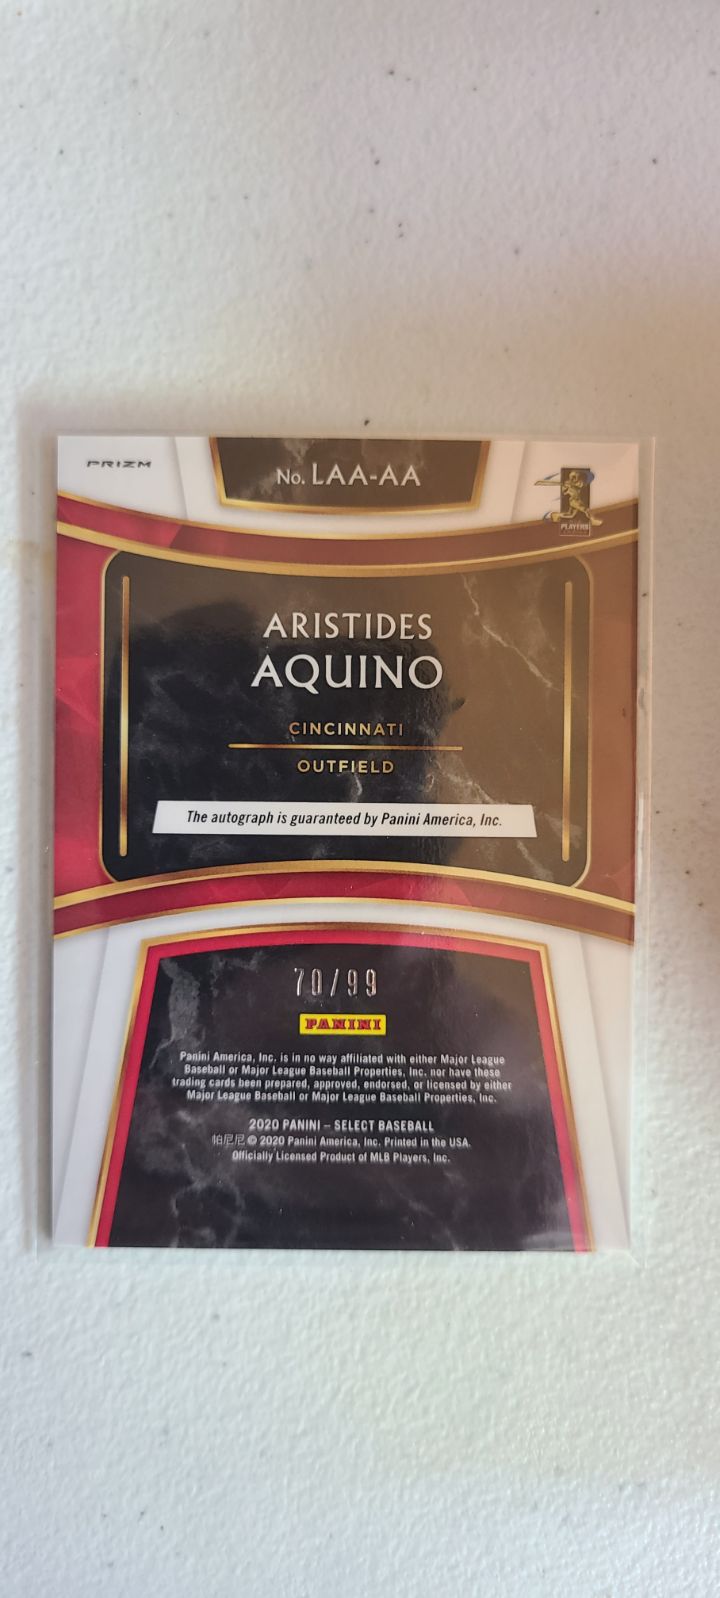 PRIZM
No. LAA-AA
PLAYERS
ARISTIDES
AQUINO
CINCINNATI
OUTFIELD
The autograph is guaranteed by Panini America, Inc.
70/99
PANINI
Panini America, Inc. is in no way affiliated with either Major League
Baseball or Major League Baseball Properties, Inc. nor have these
trading cards been prepared, approved, endorsed, or licensed by either
Major League Baseball or Major League Baseball Properties, Inc.
2020 PANINI – SELECT BASEBALL
帕尼尼 © 2020 Panini America, Inc. Printed in the USA.
Officially Licensed Product of MLB Players, Inc.